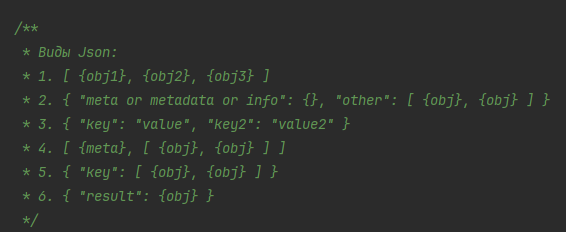 /**
* Виды Json:
* 1. [ {obj1}, {obj2}, {obj3} ]
* 2. { "meta or metadata or info": {}, "other": [ {obj}, {obj} ] }
* 3. { "key": "value", "key2": "value2" }
* 4. [ {meta}, [ {obj}, {obj} ] ]
* 5. { "key": [ {obj}, {obj} ] }
* 6. { "result": {obj} }
*/